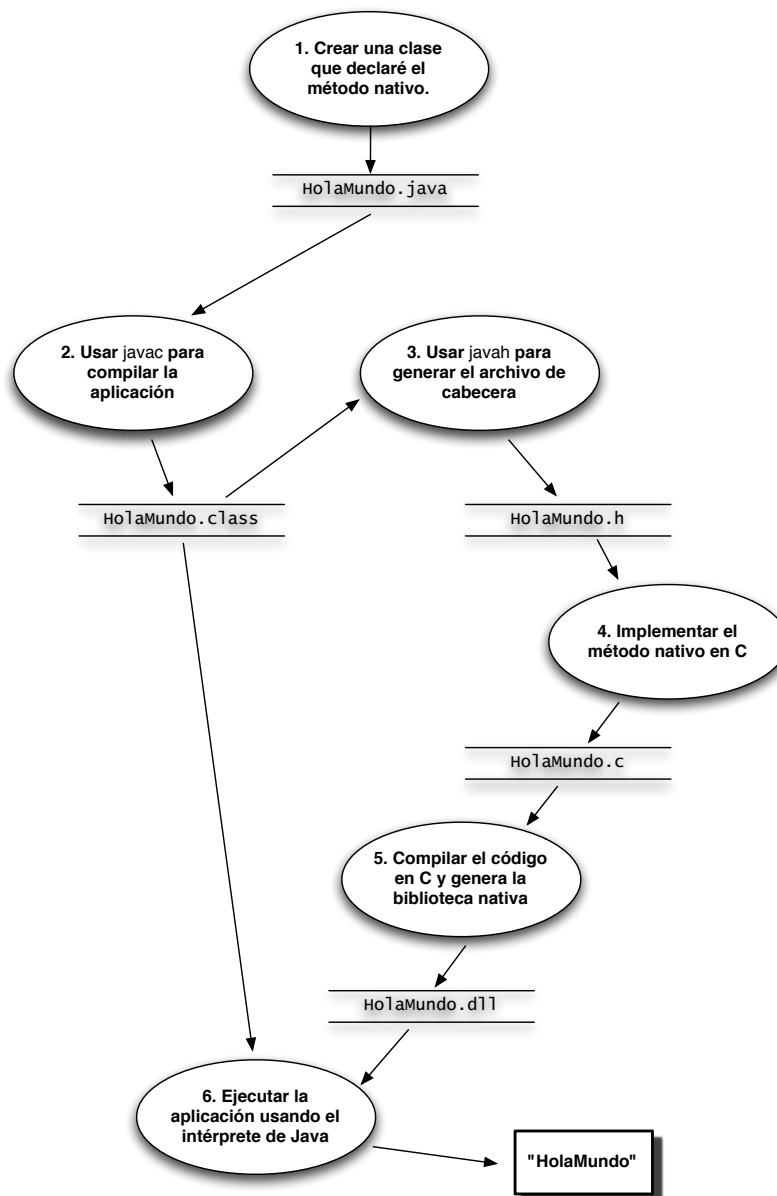 1. Crear una clase
que declaré el
método nativo.
HolaMundo.java
2. Usar javac para
compilar la
aplicación
3. Usar javah para
generar el archivo de
cabecera
HolaMundo.class
HolaMundo.h
4. Implementar el
método nativo en C
HolaMundo.c
5. Compilar el código
en C y genera la
biblioteca nativa
HolaMundo.dll
6. Ejecutar la
aplicación usando el
intérprete de Java
"HolaMundo"